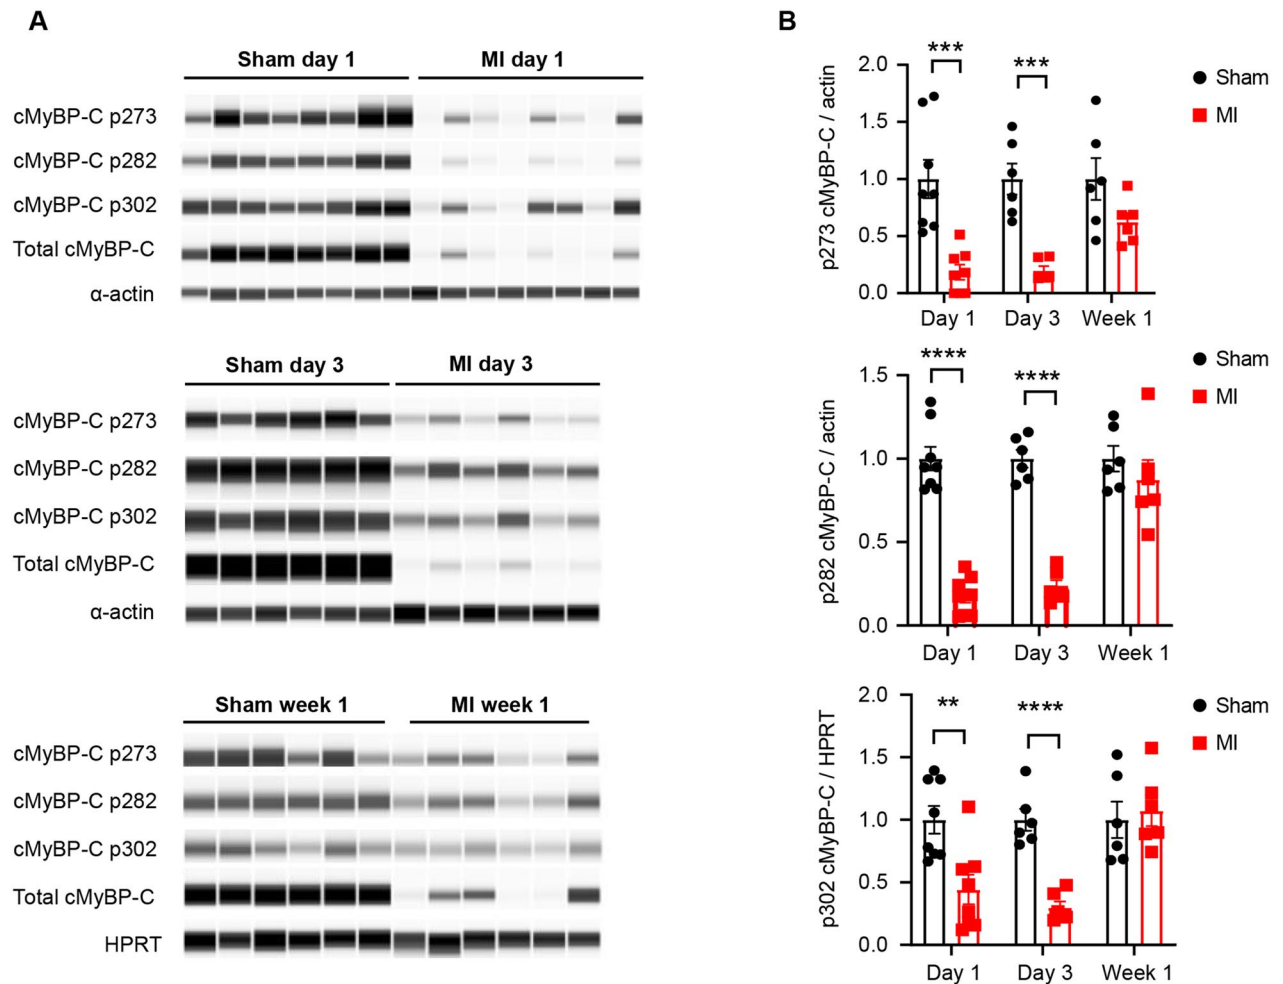 A
Sham day 1 MI day 1
cMyBP-C p273
cMyBP-C p282
cMyBP-C p302
Total cMyBP-C
α-actin
Sham day 3 MI day 3
cMyBP-C p273
cMyBP-C p282
cMyBP-C p302
Total cMyBP-C
α-actin
Sham week 1 MI week 1
cMyBP-C p273
cMyBP-C p282
cMyBP-C p302
Total cMyBP-C
HPRT
B
p273 cMyBP-C / actin
2.0
1.5
1.0
0.5
0.0
***
***
Day 1 Day 3 Week 1
Sham
MI
p282 cMyBP-C / actin
1.5
1.0
0.5
0.0
****
****
Day 1 Day 3 Week 1
Sham
MI
p302 cMyBP-C / HPRT
2.0
1.5
1.0
0.5
0.0
**
****
Day 1 Day 3 Week 1
Sham
MI